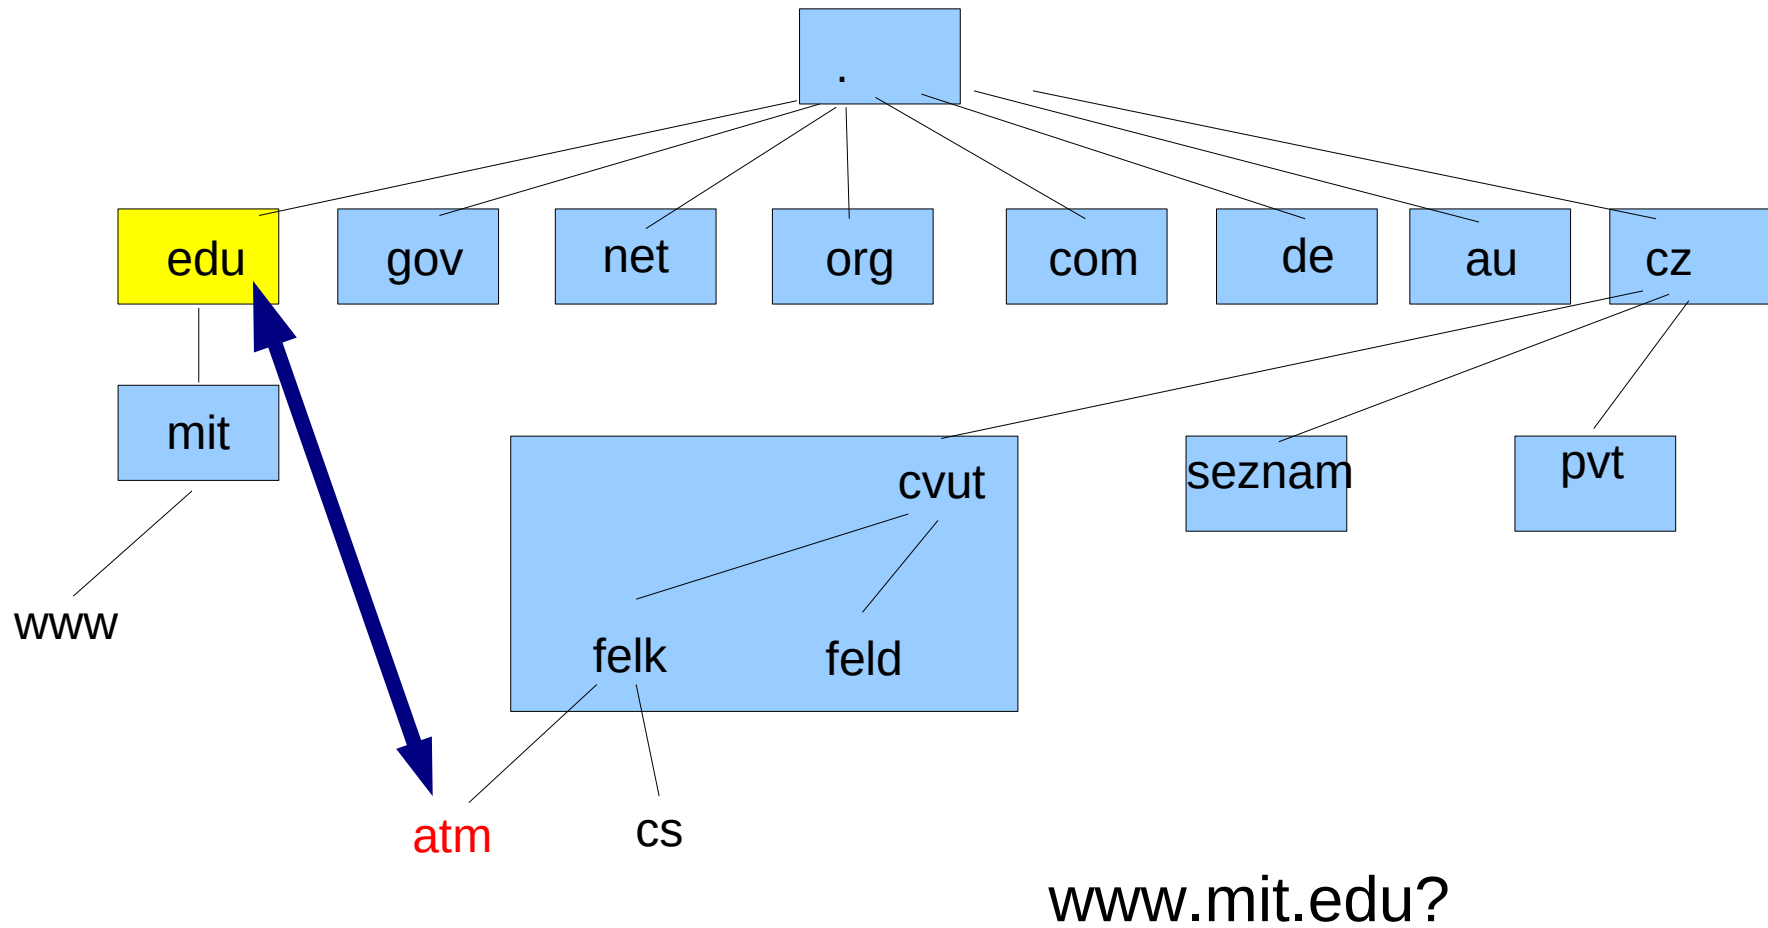 .
edu gov net org com de au cz
mit
cvut seznam pvt
www
felk feld
atm cs
www.mit.edu?